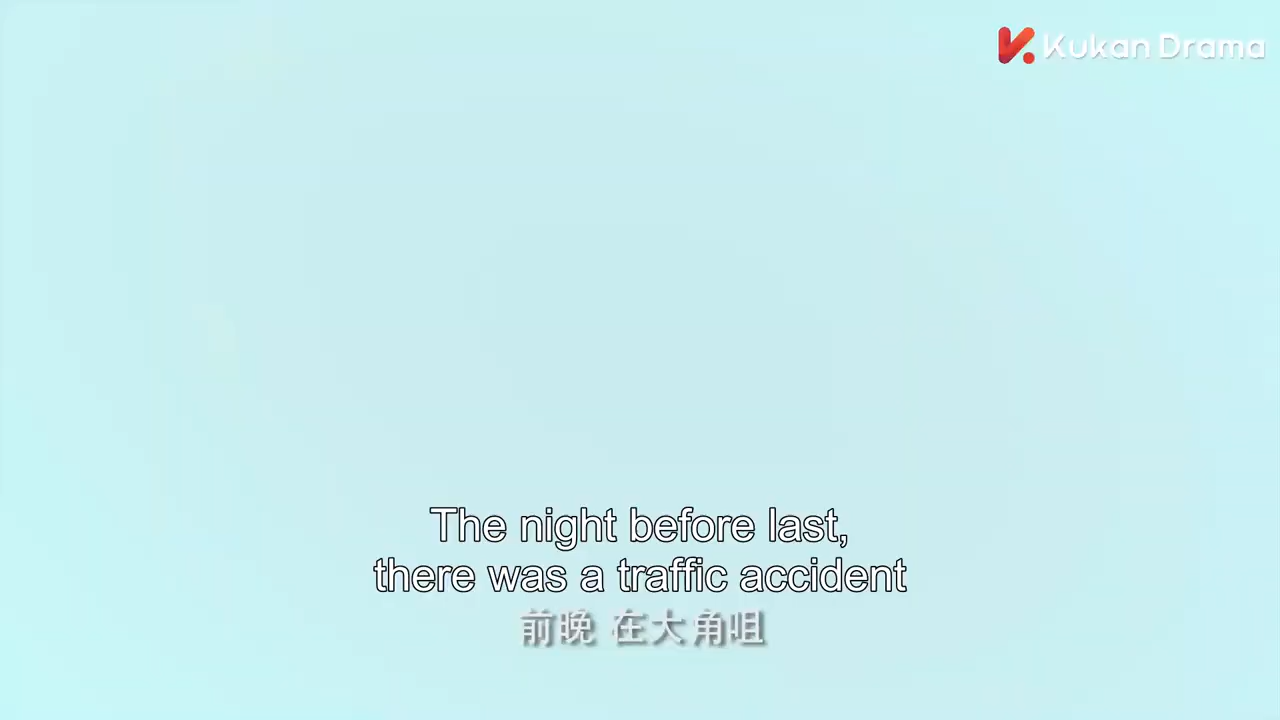 Kukan Drama
The night before last,
there was a traffic accident
前晚 在大角咀